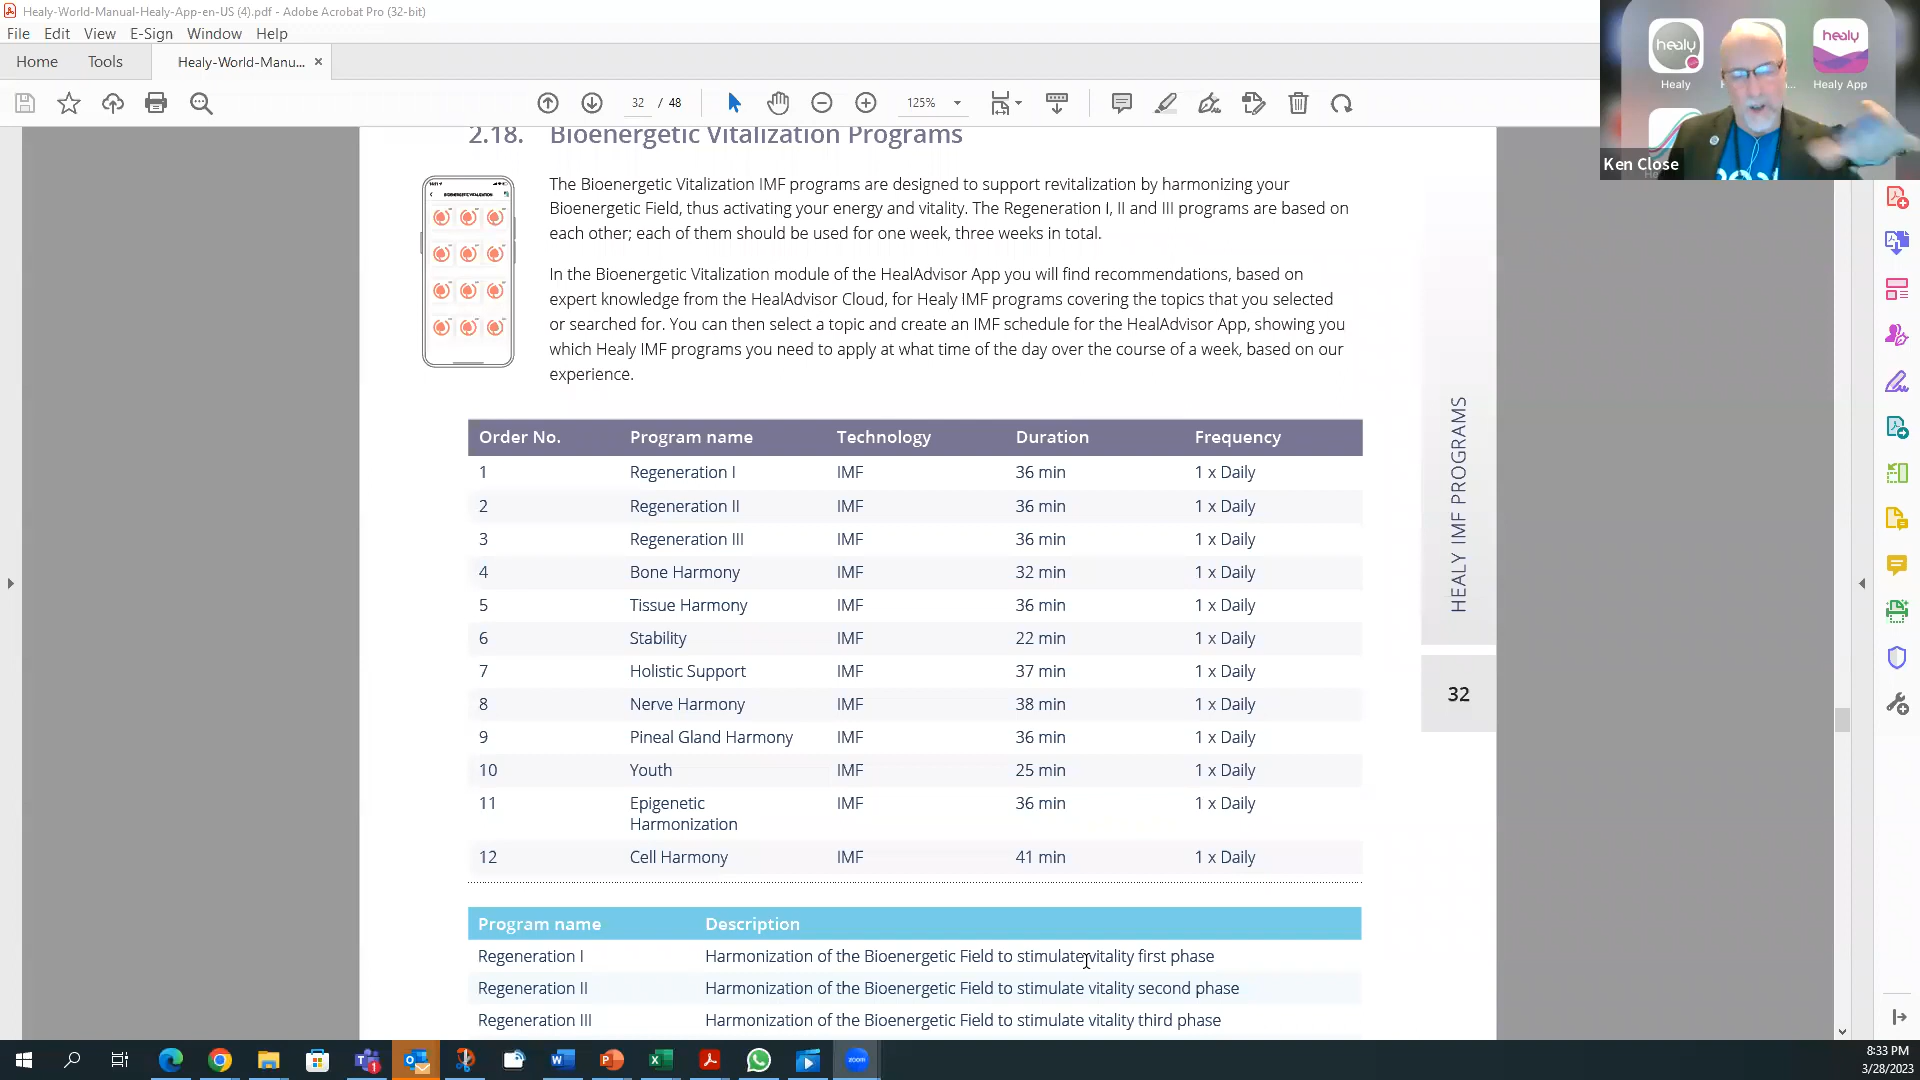 Healy-World-Manual-Healy-App-en-US (4).pdf - Adobe Acrobat Pro (32-bit)
File Edit View E-Sign Window Help
Home Tools Healy-World-Manu... ×
32 / 48 125%
healy
healy
Healy
Healy App
Ken Close
2.18. Bioenergetic Vitalization Programs
BIOENERGETIC VITALIZATION
The Bioenergetic Vitalization IMF programs are designed to support revitalization by harmonizing your
Bioenergetic Field, thus activating your energy and vitality. The Regeneration I, II and III programs are based on
each other; each of them should be used for one week, three weeks in total.
In the Bioenergetic Vitalization module of the HealAdvisor App you will find recommendations, based on
expert knowledge from the HealAdvisor Cloud, for Healy IMF programs covering the topics that you selected
or searched for. You can then select a topic and create an IMF schedule for the HealAdvisor App, showing you
which Healy IMF programs you need to apply at what time of the day over the course of a week, based on our
experience.
Order No. Program name Technology Duration Frequency
1 Regeneration I IMF 36 min 1 x Daily
2 Regeneration II IMF 36 min 1 x Daily
3 Regeneration III IMF 36 min 1 x Daily
4 Bone Harmony IMF 32 min 1 x Daily
5 Tissue Harmony IMF 36 min 1 x Daily
6 Stability IMF 22 min 1 x Daily
7 Holistic Support IMF 37 min 1 x Daily
8 Nerve Harmony IMF 38 min 1 x Daily
9 Pineal Gland Harmony IMF 36 min 1 x Daily
10 Youth IMF 25 min 1 x Daily
11 Epigenetic IMF 36 min 1 x Daily
Harmonization
12 Cell Harmony IMF 41 min 1 x Daily
HEALY IMF PROGRAMS
32
Program name Description
Regeneration I Harmonization of the Bioenergetic Field to stimulate vitality first phase
Regeneration II Harmonization of the Bioenergetic Field to stimulate vitality second phase
Regeneration III Harmonization of the Bioenergetic Field to stimulate vitality third phase
8:33 PM
3/28/2023